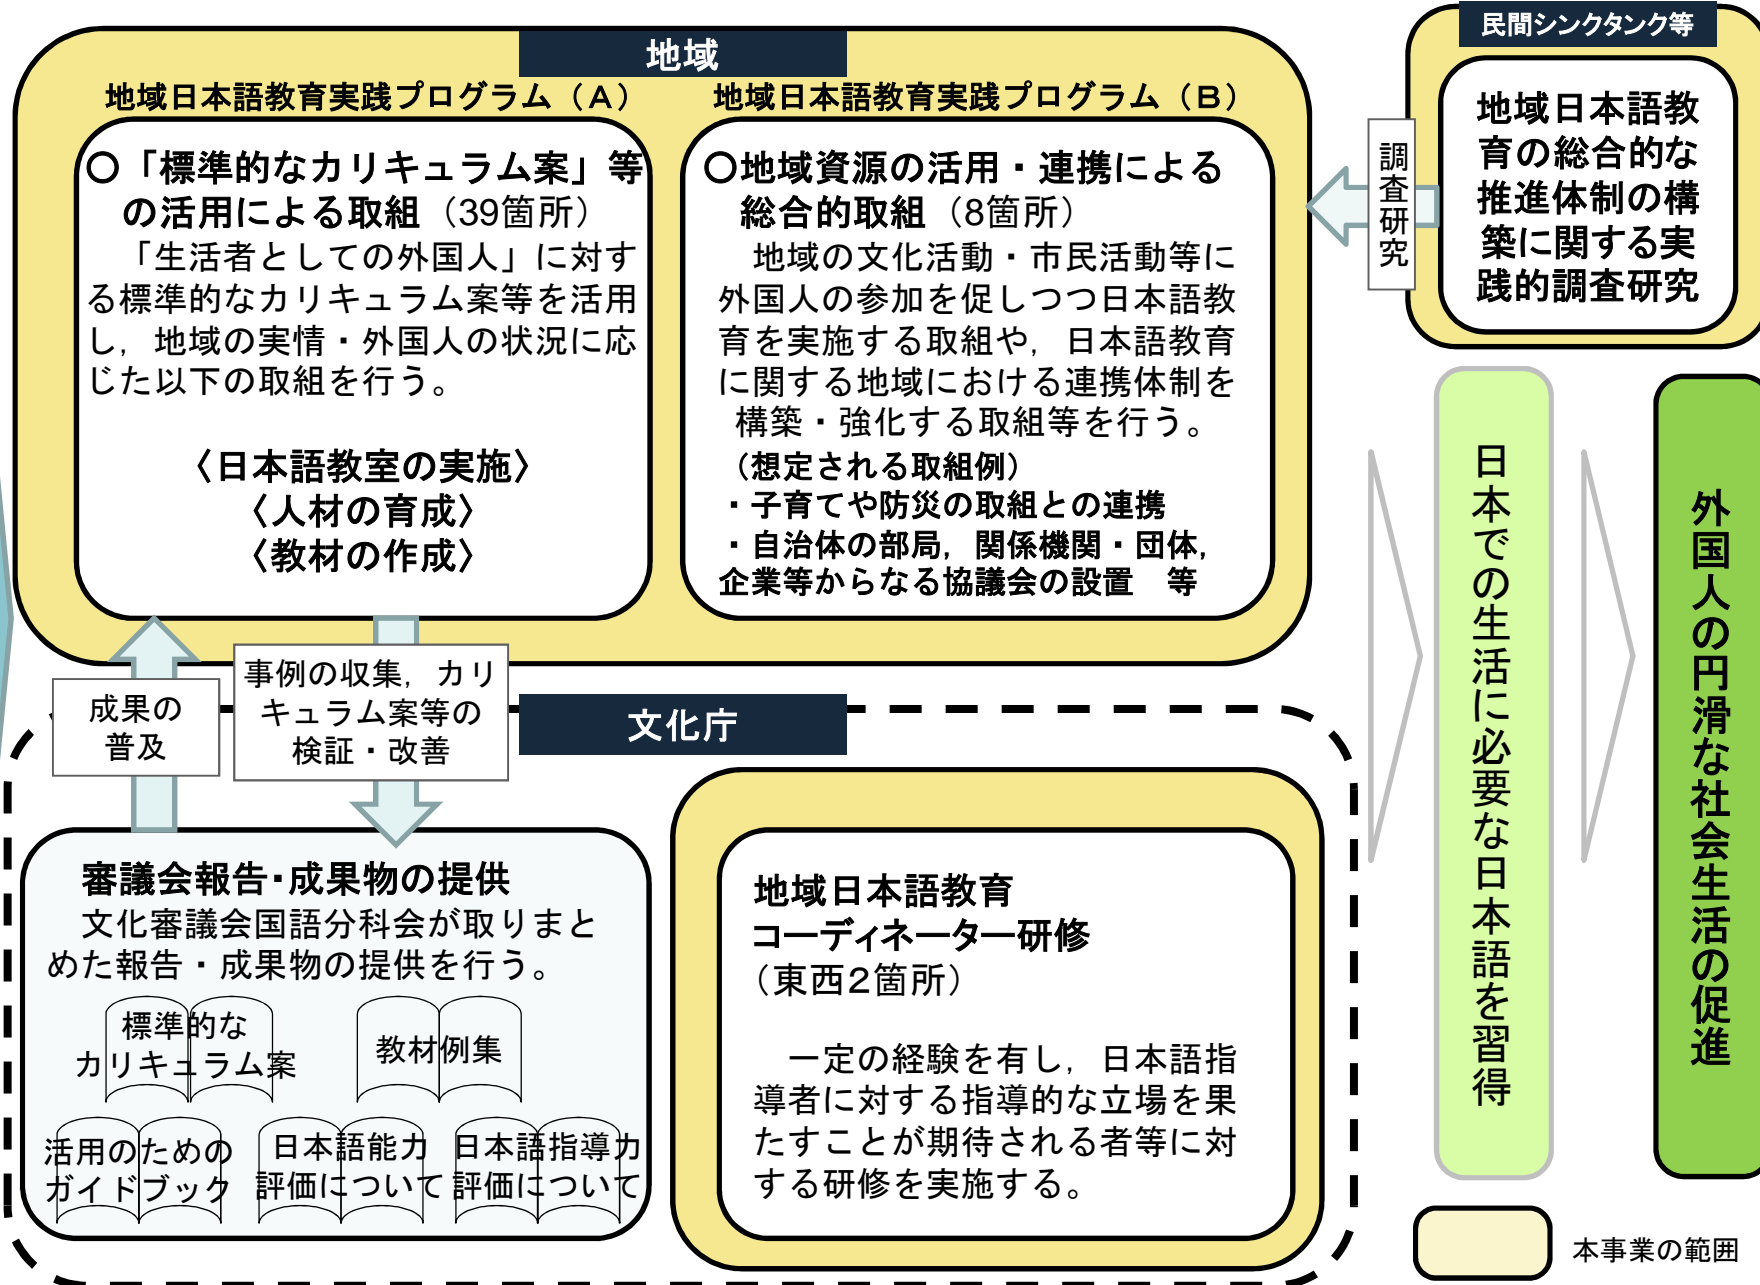 地域
地域日本語教育実践プログラム（Ａ）
〇「標準的なカリキュラム案」等
の活用による取組（39箇所）
「生活者としての外国人」に対す
る標準的なカリキュラム案等を活用
し，地域の実情・外国人の状況に応
じた以下の取組を行う。
〈日本語教室の実施〉
〈人材の育成〉
〈教材の作成〉
地域日本語教育実践プログラム（Ｂ）
〇地域資源の活用・連携による
総合的取組（8箇所）
地域の文化活動・市民活動等に
外国人の参加を促しつつ日本語教
育を実施する取組や，日本語教育
に関する地域における連携体制を
構築・強化する取組等を行う。
（想定される取組例）
・子育てや防災の取組との連携
・自治体の部局，関係機関・団体，
企業等からなる協議会の設置　等
民間シンクタンク等
地域日本語教
育の総合的な
推進体制の構
築に関する実
践的調査研究
調査研究
成果の
普及
事例の収集，カリ
キュラム案等の
検証・改善
文化庁
審議会報告・成果物の提供
文化審議会国語分科会が取りまと
めた報告・成果物の提供を行う。
標準的な
カリキュラム案
教材例集
活用のための
ガイドブック
日本語能力
評価について
日本語指導力
評価について
地域日本語教育
コーディネーター研修
（東西2箇所）
一定の経験を有し，日本語指
導者に対する指導的な立場を果
たすことが期待される者等に対
する研修を実施する。
日本での生活に必要な日本語を習得
外国人の円滑な社会生活の促進
本事業の範囲